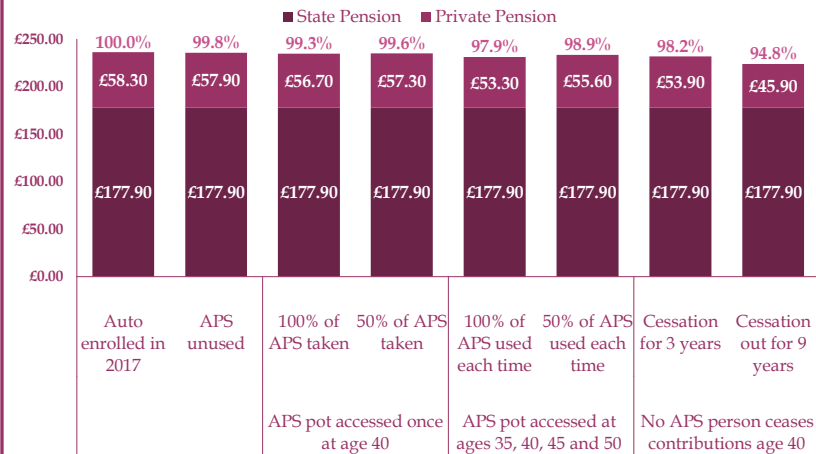 State Pension Private Pension
£250.00
£200.00
£150.00
£100.00
£50.00
£0.00
100.0% 99.8% 99.3% 99.6% 97.9% 98.9% 98.2% 94.8%
£58.30 £57.90 £56.70 £57.30 £53.30 £55.60 £53.90 £45.90
£177.90 £177.90 £177.90 £177.90 £177.90 £177.90 £177.90 £177.90
Auto
enrolled in
2017
APS
unused
100% of
APS taken
50% of APS
taken
100% of
APS used
each time
50% of APS
used each
time
Cessation
for 3 years
Cessation
out for 9
years
APS pot accessed once
at age 40
APS pot accessed at
ages 35, 40, 45 and 50
No APS person ceases
contributions age 40